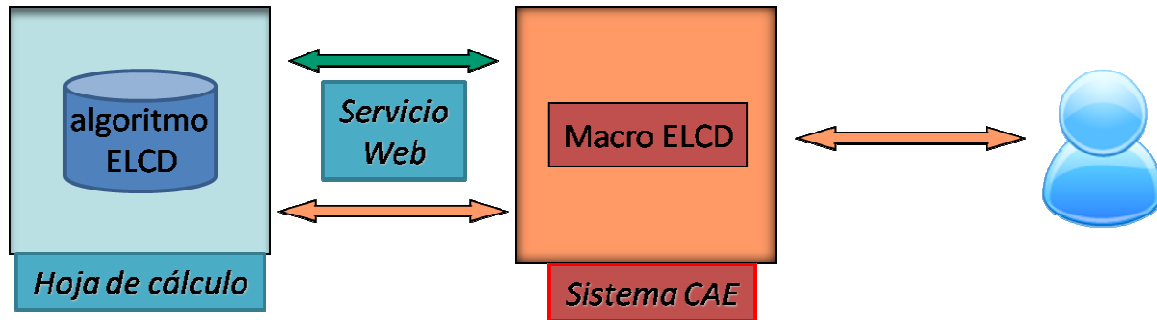 algoritmo
ELCD
Hoja de cálculo
Servicio
Web
Macro ELCD
Sistema CAE